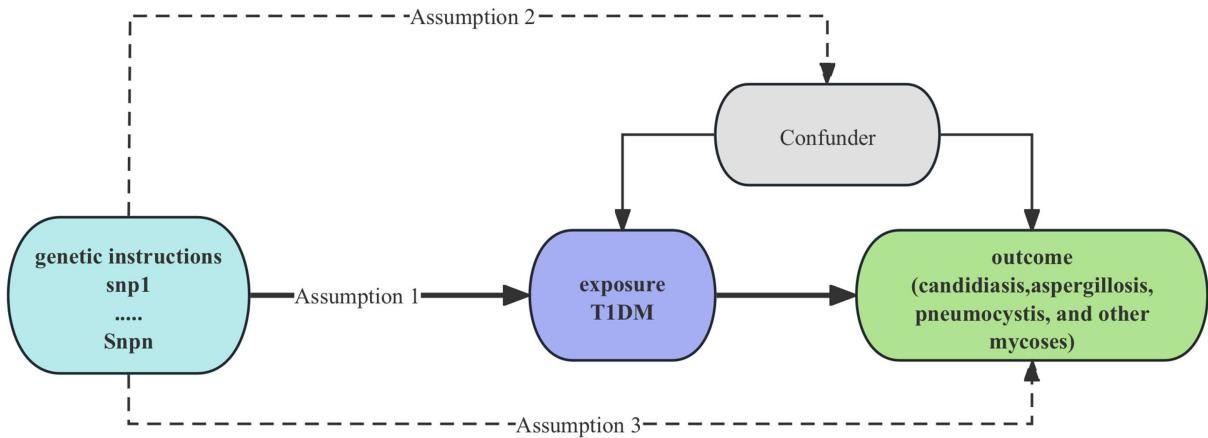 Assumption 2
Confunder
genetic instructions
snp1
.....
Snpn
Assumption 1
exposure
T1DM
outcome
(candidiasis,aspergillosis,
pneumocystis, and other
mycoses)
Assumption 3